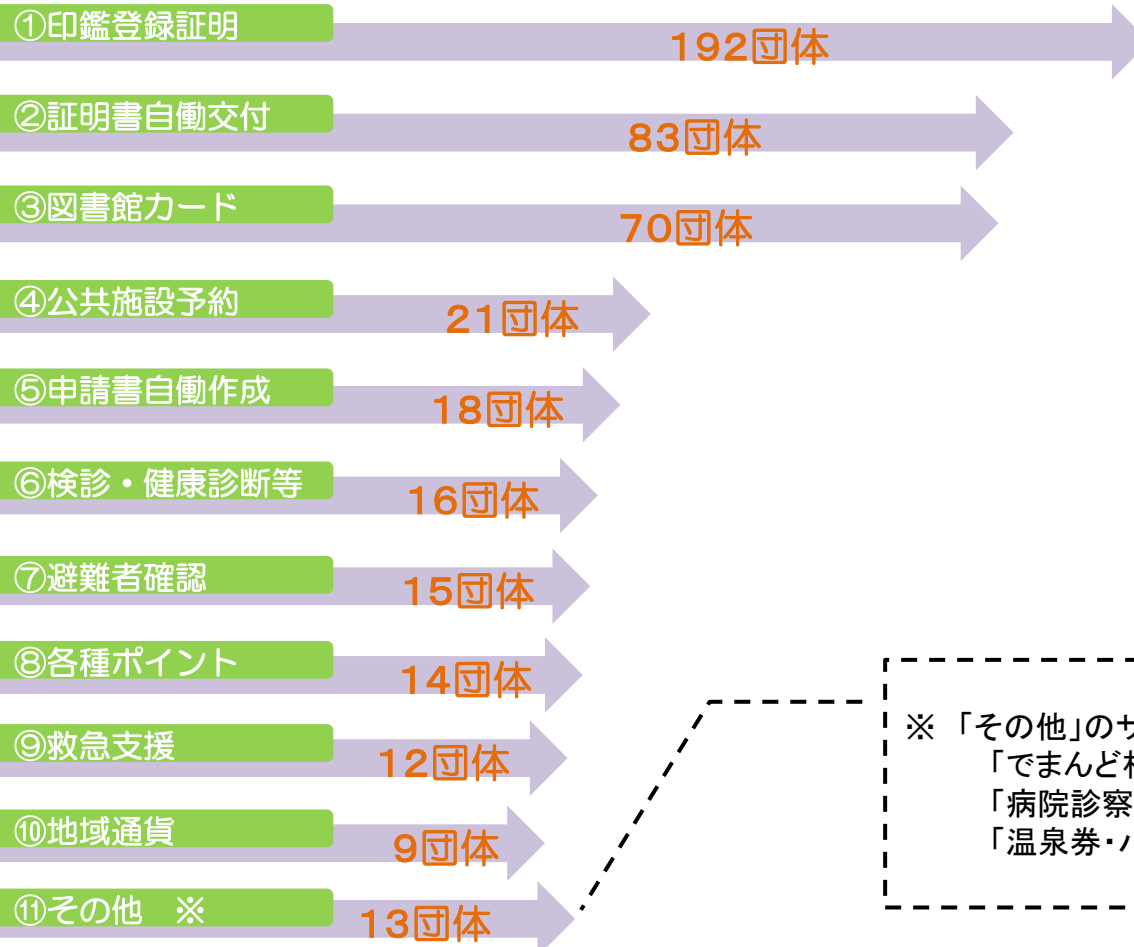 ①印鑑登録証明
192団体
②証明書自動交付
83団体
③図書館カード
70団体
④公共施設予約
21団体
⑤申請書自動作成
18団体
⑥検診・健康診断等
16団体
⑦避難者確認
15団体
⑧各種ポイント
14団体
⑨救急支援
12団体
⑩地域通貨
9団体
⑪その他　※
13団体
※ 「その他」のサ
「でまんど
「病院診察
「温泉券・